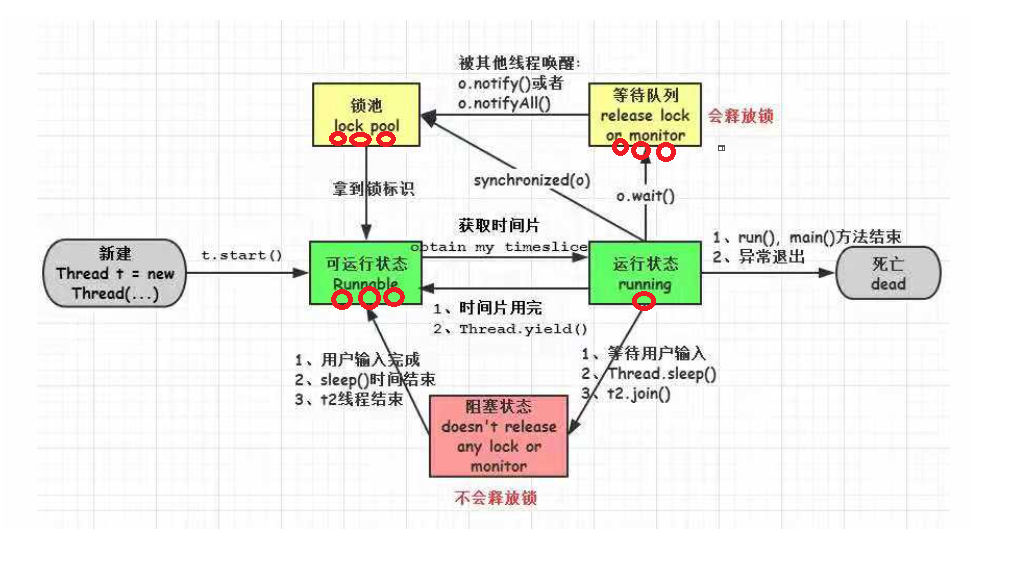 被其他线程唤醒:
o.notify()或者
o.notifyAll()
锁池
lock pool
等待队列
release lock
or monitor
会释放锁
synchronized(o)
拿到锁标识
o.wait()
新建
Thread t = new
Thread(...)
t.start()
可运行状态
Runnable
获取时间片
obtain my timeslice
运行状态
running
1、run(), main()方法结束
2、异常退出
死亡
dead
1、时间片用完
2、Thread.yield()
1、用户输入完成
2、sleep()时间结束
3、t2线程结束
1、等待用户输入
2、Thread.sleep()
3、t2.join()
阻塞状态
doesn't release
any lock or
monitor
不会释放锁